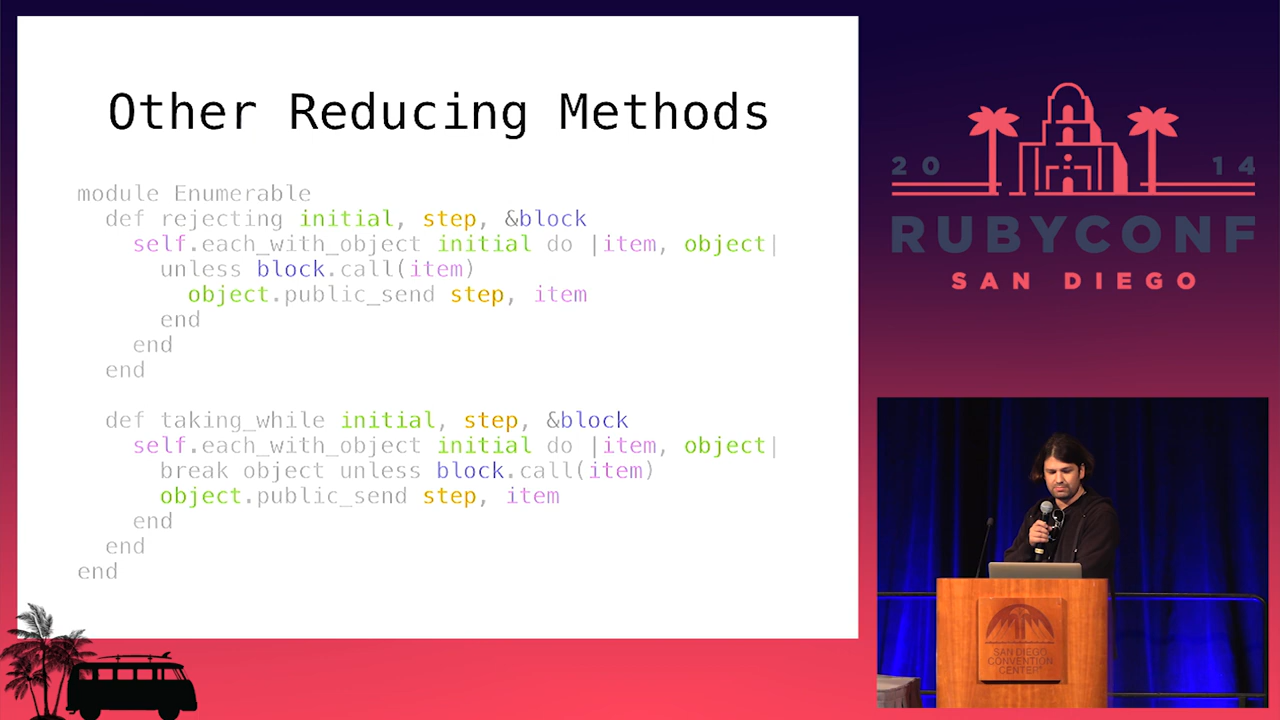 Other Reducing Methods
module Enumerable
  def rejecting initial, step, &block
    self.each_with_object initial do |item, object|
      unless block.call(item)
        object.public_send step, item
      end
    end
  end

  def taking_while initial, step, &block
    self.each_with_object initial do |item, object|
      break object unless block.call(item)
      object.public_send step, item
    end
  end
end
20 14
RUBYCONF
SAN DIEGO
SAN DIEGO
CONVENTION
CENTER